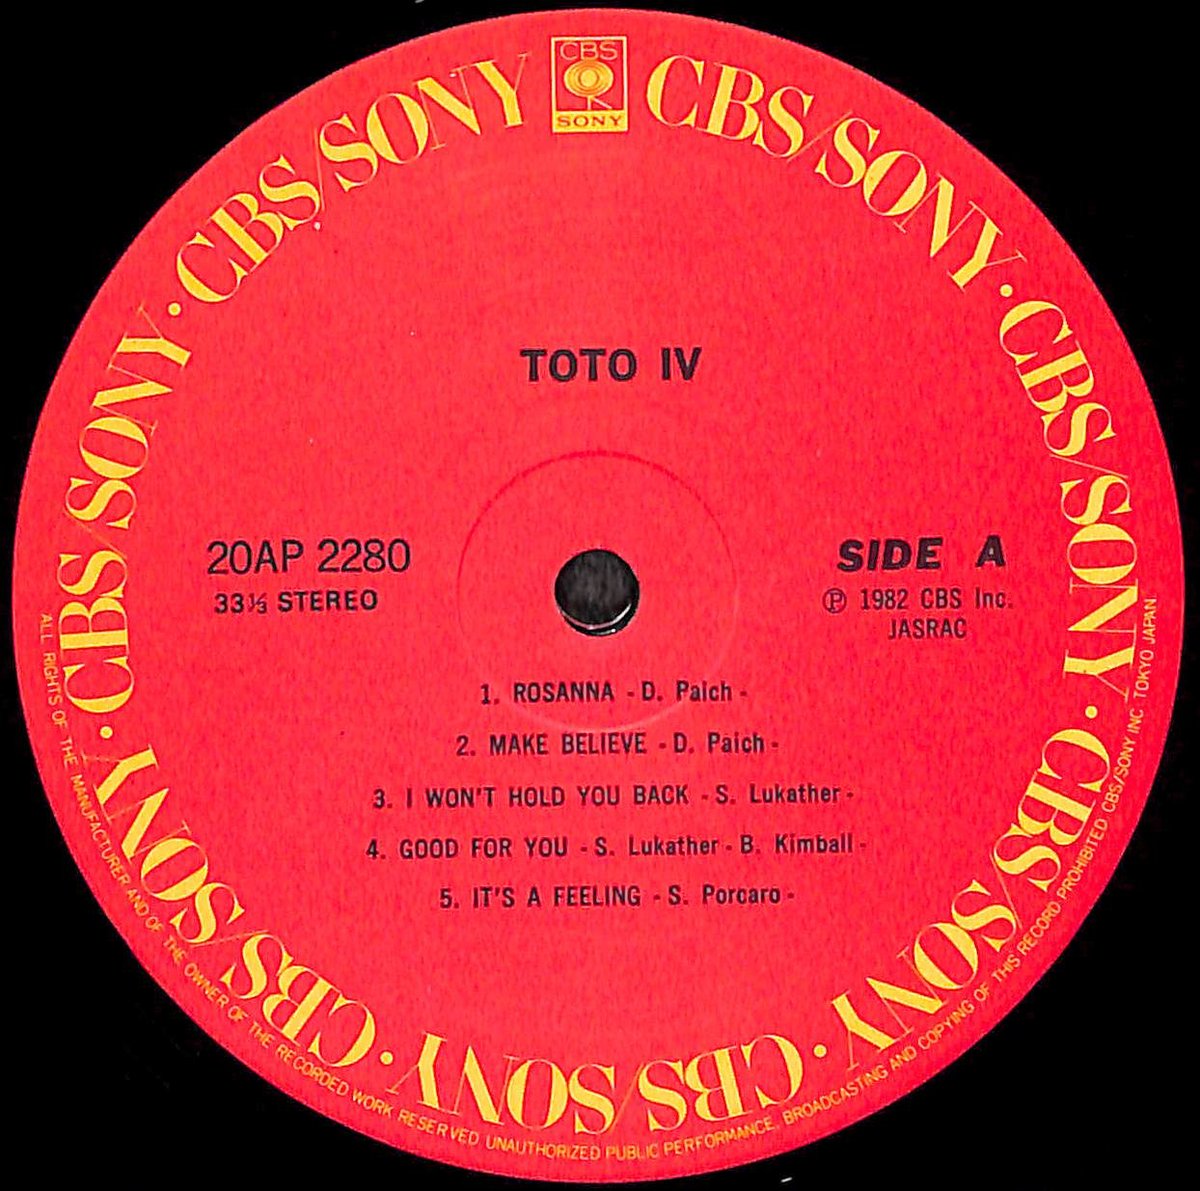 CBS
SONY
CBS/SONY · CBS/SONY · CBS/SONY · CBS/SONY · CBS/SONY · CBS/SONY · CBS/SONY
TOTO IV
20AP 2280
33⅓ STEREO
SIDE A
Ⓟ 1982 CBS Inc.
JASRAC
1. ROSANNA - D. Paich -
2. MAKE BELIEVE - D. Paich -
3. I WON'T HOLD YOU BACK - S. Lukather -
4. GOOD FOR YOU - S. Lukather - B. Kimball -
5. IT'S A FEELING - S. Porcaro -
ALL RIGHTS OF THE MANUFACTURER AND OF THE OWNER OF THE RECORDED WORK RESERVED UNAUTHORIZED PUBLIC PERFORMANCE, BROADCASTING AND COPYING OF THIS RECORD PROHIBITED CBS/SONY INC TOKYO JAPAN